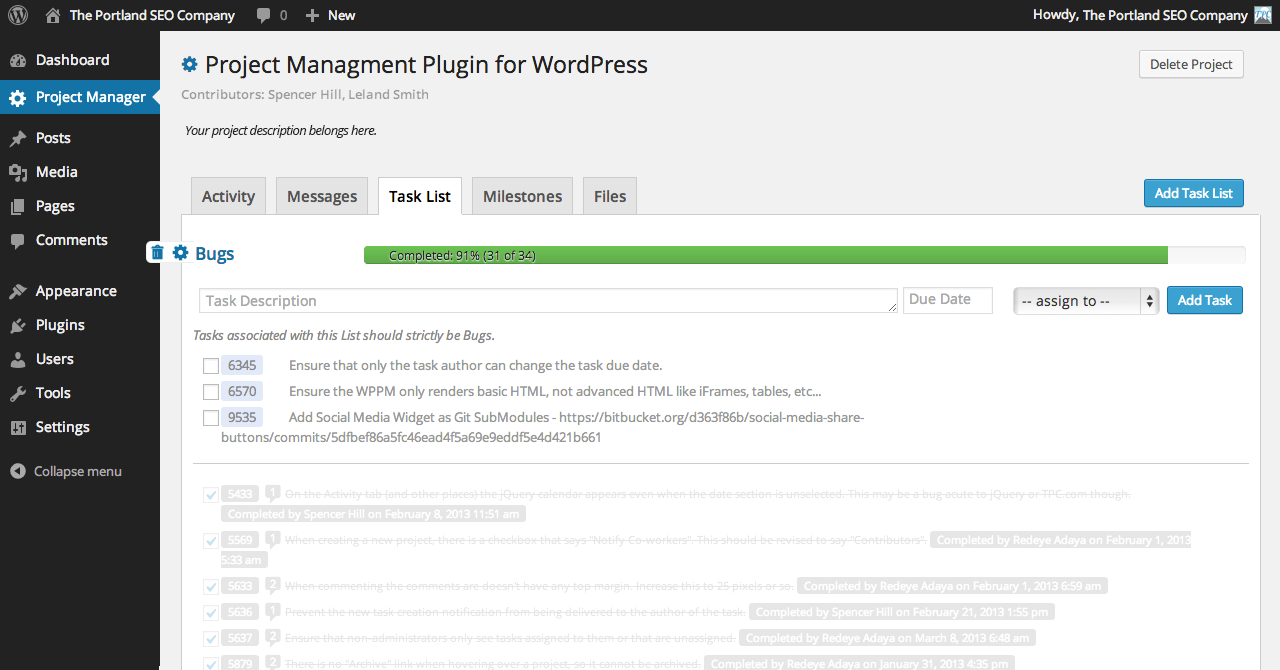 The Portland SEO Company 0 New Howdy, The Portland SEO Company
Dashboard
Project Manager
Posts
Media
Pages
Comments
Appearance
Plugins
Users
Tools
Settings
Collapse menu
Project Managment Plugin for WordPress Delete Project
Contributors: Spencer Hill, Leland Smith
Your project description belongs here.
Activity Messages Task List Milestones Files Add Task List
Bugs Completed: 91% (31 of 34)
Task Description Due Date -- assign to -- Add Task
Tasks associated with this List should strictly be Bugs.
6345 Ensure that only the task author can change the task due date.
6570 Ensure the WPPM only renders basic HTML, not advanced HTML like iFrames, tables, etc...
9535 Add Social Media Widget as Git SubModules - https://bitbucket.org/d363f86b/social-media-share-
buttons/commits/5dfbef86a5fc46ead4f5a69e9eddf5e4d421b661
5433 1 On the Activity tab (and other places) the jQuery calendar appears even when the date section is unselected. This may be a bug acute to jQuery or TPC.com though.
Completed by Spencer Hill on February 8, 2013 11:51 am
5569 1 When creating a new project, there is a checkbox that says "Notify Co-workers". This should be revised to say "Contributors". Completed by Redeye Adaya on February 1, 2013
5:33 am
5633 2 When commenting the comments are doesn't have any top margin. Increase this to 25 pixels or so. Completed by Redeye Adaya on February 1, 2013 6:59 am
5636 1 Prevent the new task creation notification from being delivered to the author of the task. Completed by Spencer Hill on February 21, 2013 1:55 pm
5637 2 Ensure that non-administrators only see tasks assigned to them or that are unassigned. Completed by Redeye Adaya on March 8, 2013 6:48 am
5879 2 There is no "Archive" link when hovering over a project, so it cannot be archived. Completed by Redeye Adaya on January 31, 2013 4:35 pm